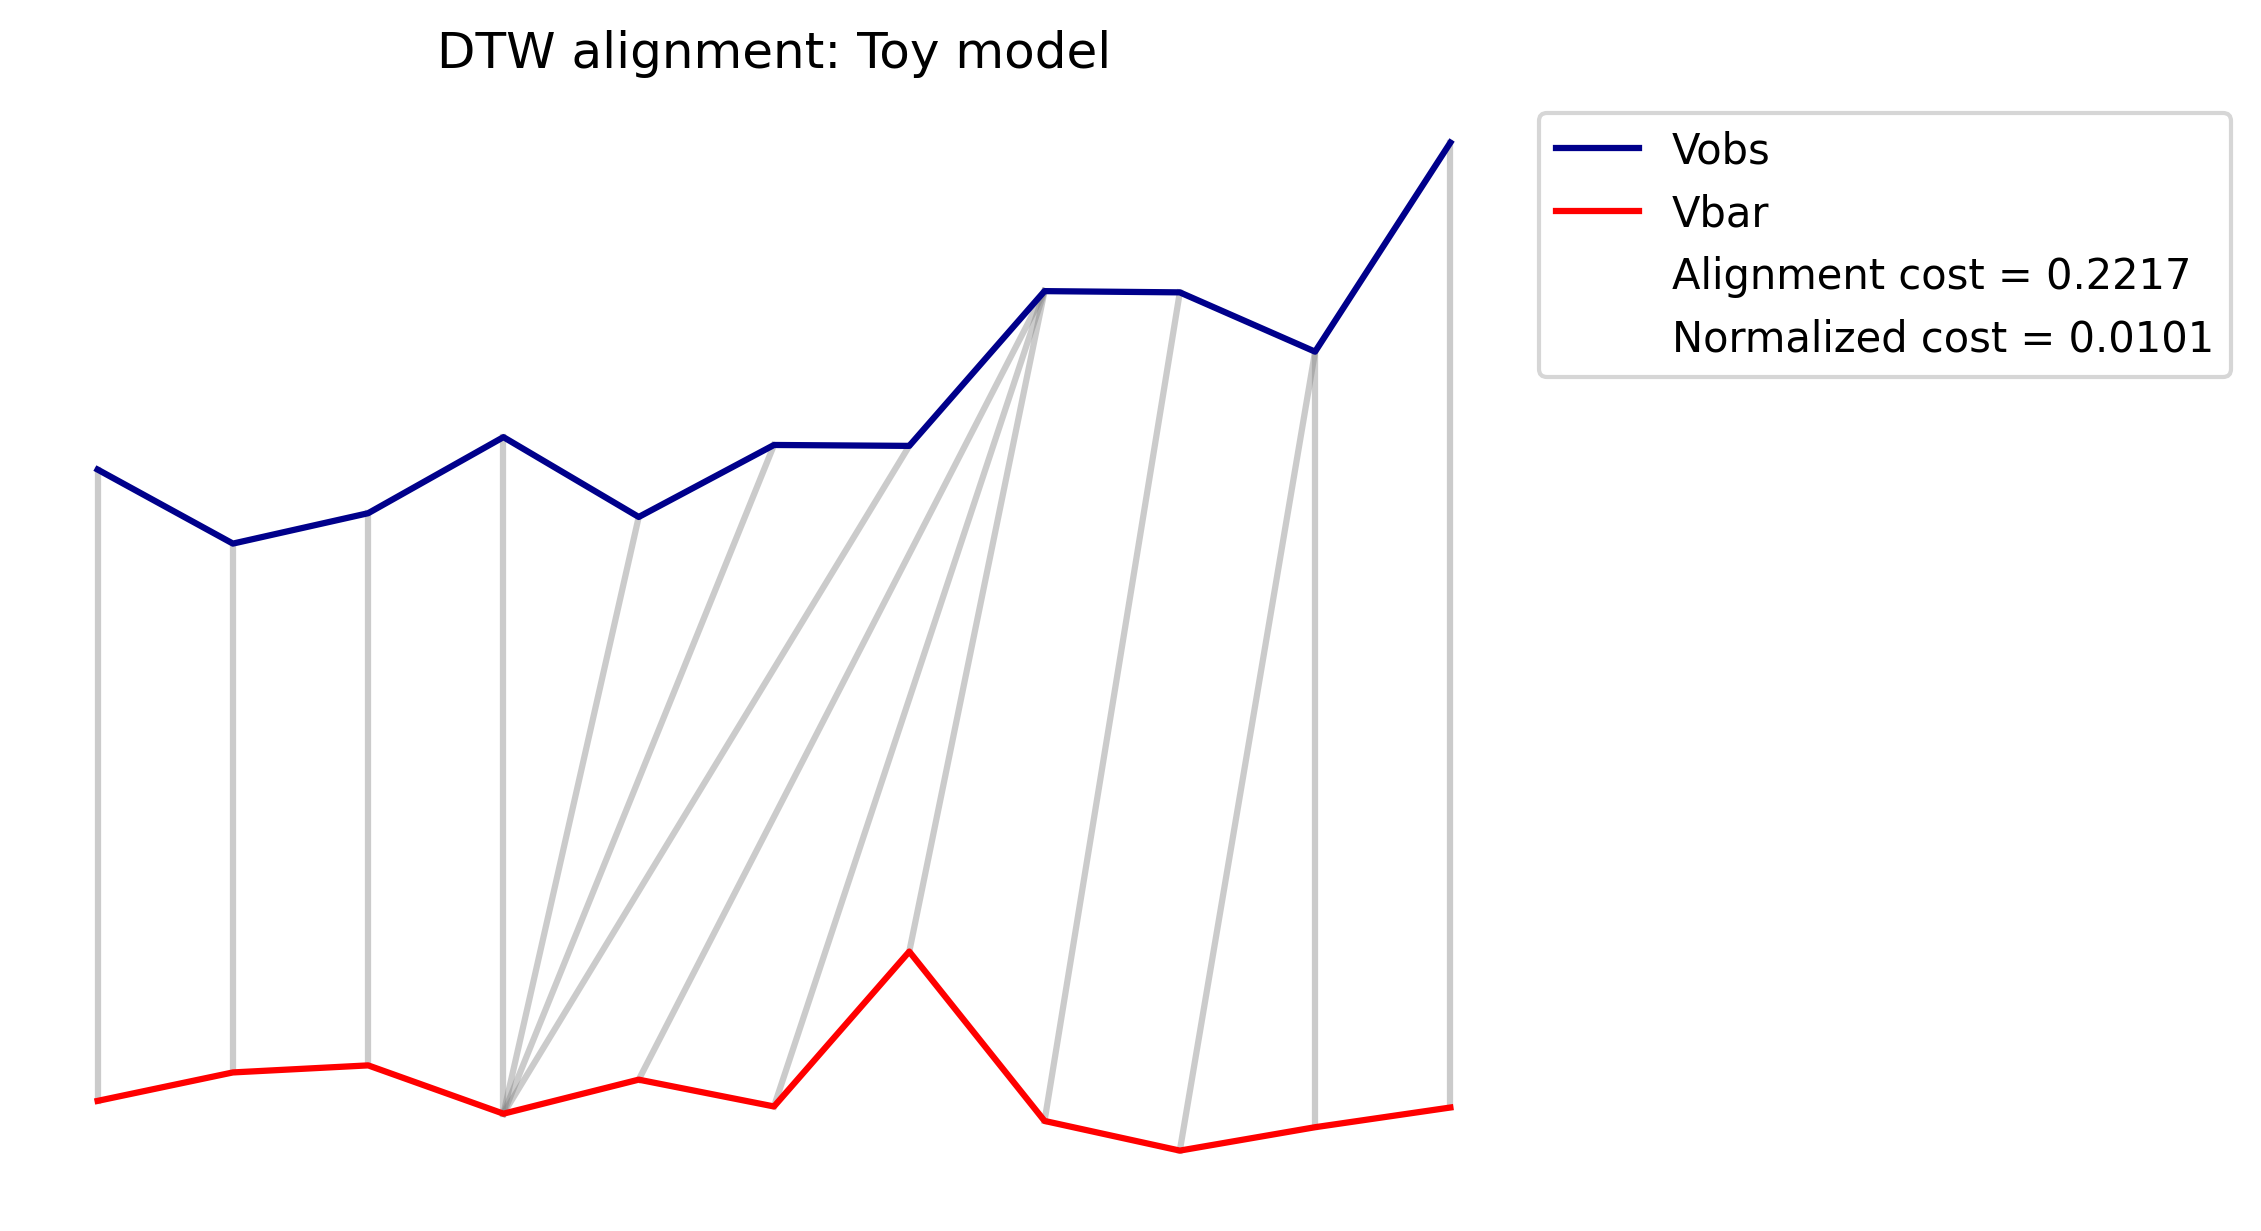 DTW alignment: Toy model
Vobs
Vbar
Alignment cost = 0.2217
Normalized cost = 0.0101